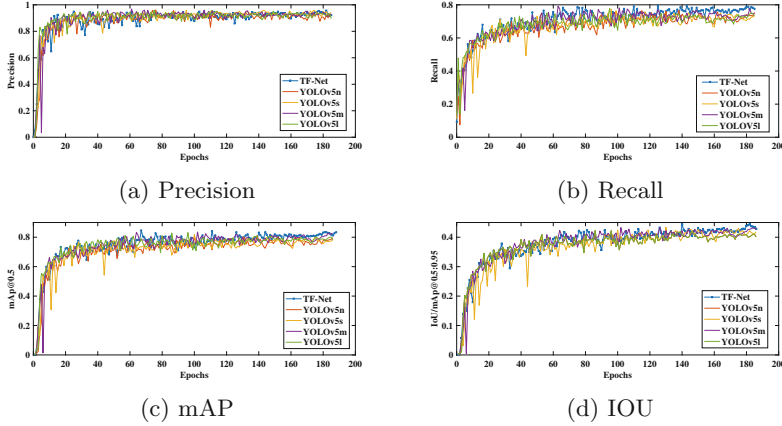 1
0.8
0.6
0.4
0.2
0
Precision
0 20 40 60 80 100 120 140 160 180 200
Epochs
TF-Net
YOLOv5n
YOLOv5s
YOLOv5m
YOLOV5l
(a) Precision
0.8
0.6
0.4
0.2
0
Recall
0 20 40 60 80 100 120 140 160 180 200
Epochs
TF-Net
YOLOv5n
YOLOv5s
YOLOv5m
YOLOV5l
(b) Recall
0.8
0.6
0.4
0.2
0
mAp@0.5
0 20 40 60 80 100 120 140 160 180 200
Epochs
TF-Net
YOLOv5n
YOLOv5s
YOLOv5m
YOLOV5l
(c) mAP
0.4
0.3
0.2
0.1
0
IoU/mAp@0.5:0.95
0 20 40 60 80 100 120 140 160 180 200
Epochs
TF-Net
YOLOv5n
YOLOv5s
YOLOv5m
YOLOV5l
(d) IOU